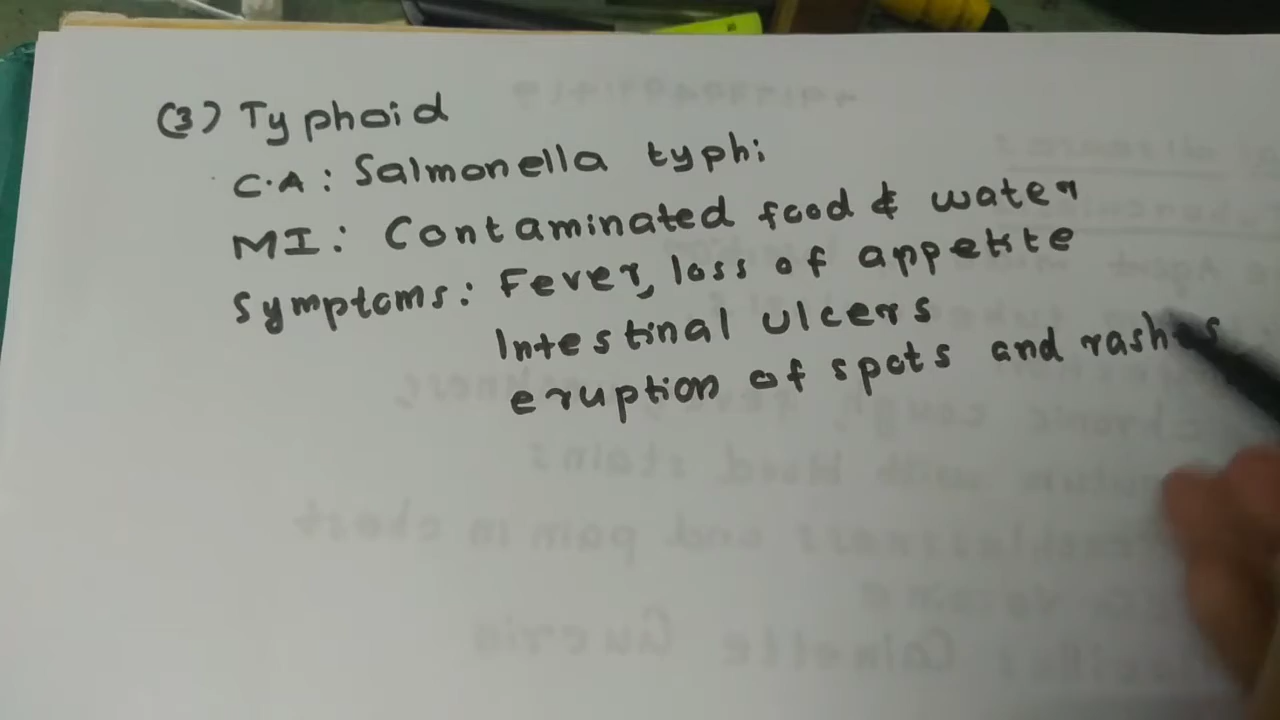 (3) Typhoid
C.A : Salmonella typhi
MI : Contaminated food & water
Symptoms : Fever, loss of appetite
Intestinal ulcers
eruption of spots and rashes